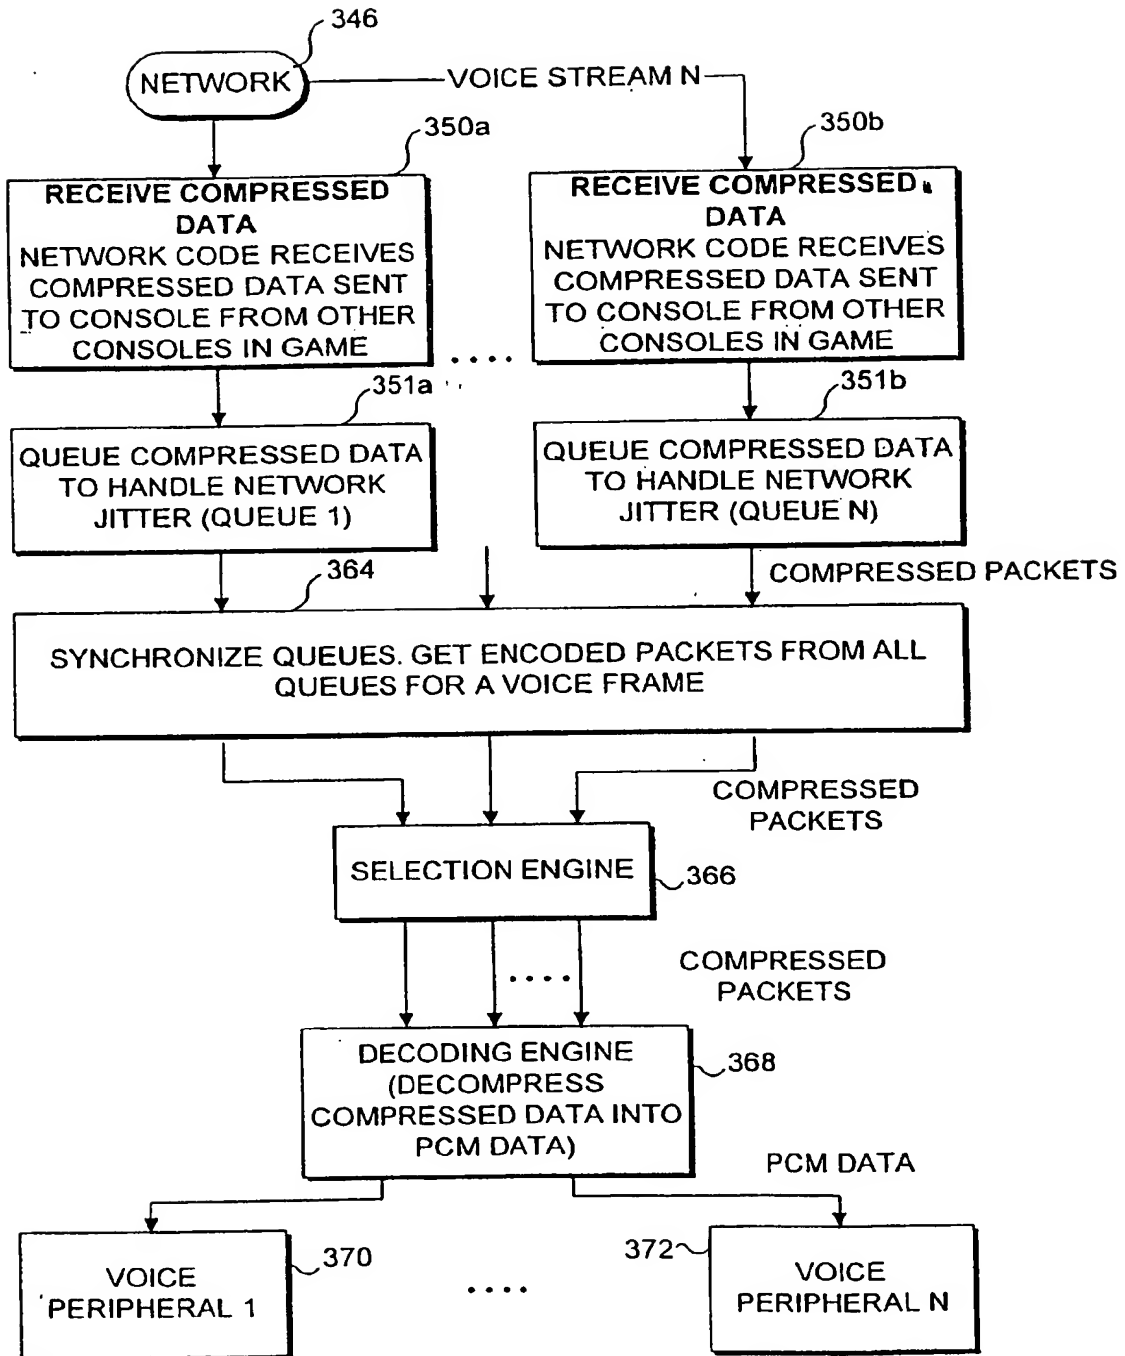 346
NETWORK
VOICE STREAM N
350a
350b
RECEIVE COMPRESSED
DATA
NETWORK CODE RECEIVES
COMPRESSED DATA SENT
TO CONSOLE FROM OTHER
CONSOLES IN GAME
RECEIVE COMPRESSED
DATA
NETWORK CODE RECEIVES
COMPRESSED DATA SENT
TO CONSOLE FROM OTHER
CONSOLES IN GAME
....
351a
351b
QUEUE COMPRESSED DATA
TO HANDLE NETWORK
JITTER (QUEUE 1)
QUEUE COMPRESSED DATA
TO HANDLE NETWORK
JITTER (QUEUE N)
364
COMPRESSED PACKETS
SYNCHRONIZE QUEUES. GET ENCODED PACKETS FROM ALL
QUEUES FOR A VOICE FRAME
COMPRESSED
PACKETS
SELECTION ENGINE
366
COMPRESSED
PACKETS
....
DECODING ENGINE
(DECOMPRESS
COMPRESSED DATA INTO
PCM DATA)
368
PCM DATA
VOICE
PERIPHERAL 1
370
....
372
VOICE
PERIPHERAL N